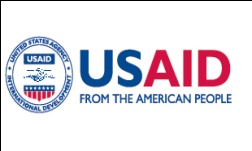 UNITED STATES AGENCY
USAID
INTERNATIONAL DEVELOPMENT
USAID
FROM THE AMERICAN PEOPLE